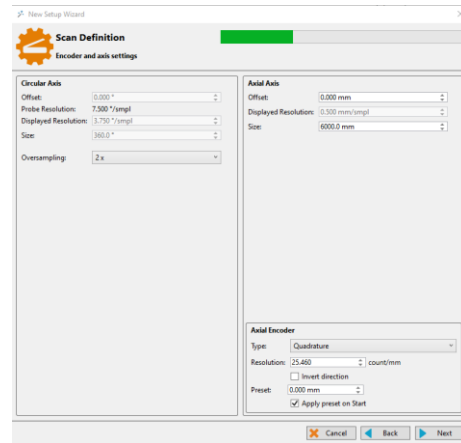 New Setup Wizard
Scan Definition
Encoder and axis settings
Circular Axis
Offset: 0.000 °
Probe Resolution: 7.500 °/smpl
Displayed Resolution: 3.750 °/smpl
Size: 360.0 °
Oversampling: 2 x
Axial Axis
Offset: 0.000 mm
Displayed Resolution: 0.500 mm/smpl
Size: 6000.0 mm
Axial Encoder
Type: Quadrature
Resolution: 25.460 count/mm
Invert direction
Preset: 0.000 mm
Apply preset on Start
Cancel Back Next